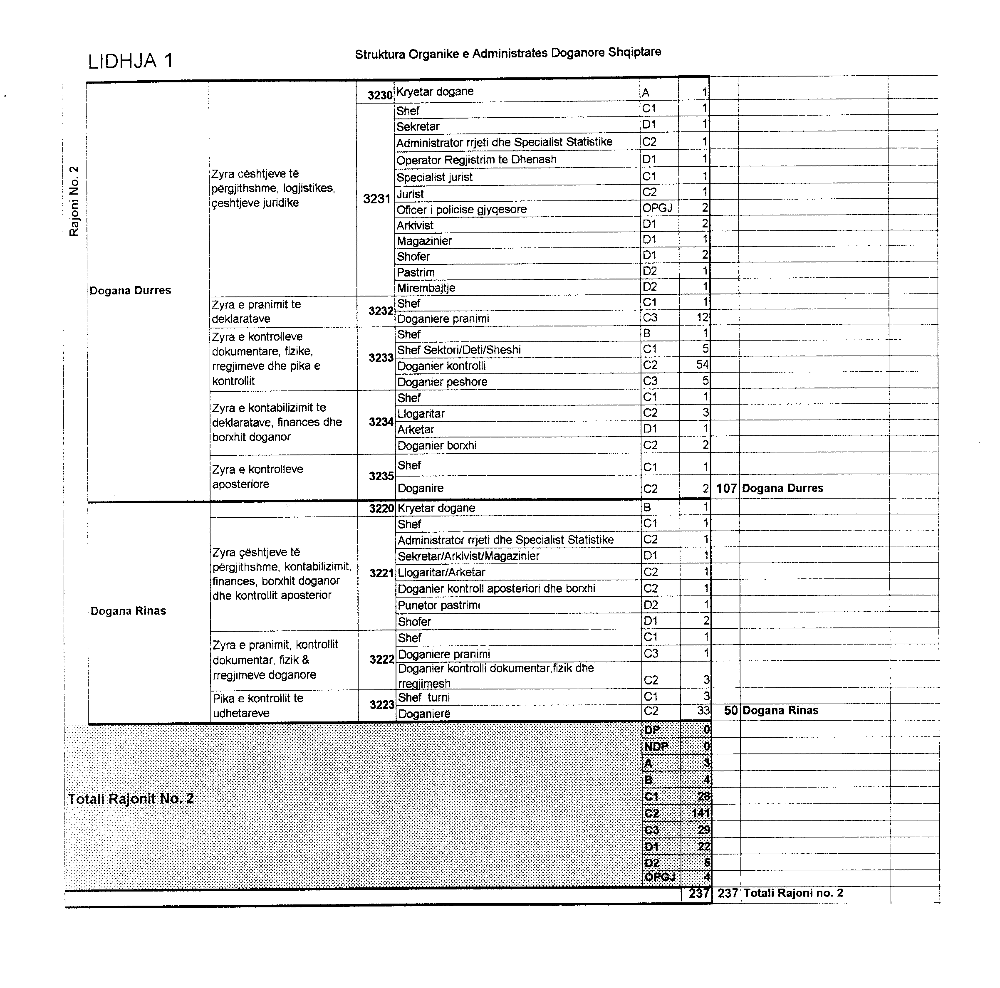 LIDHJA 1
Struktura Organike e Administrates Doganore Shqiptare
Rajoni No. 2
Dogana Durres
3230 Kryetar dogane A 1
Zyra cështjeve të
përgjithshme, logjistikes,
çeshtjeve juridike
3231
Shef C1 1
Sekretar D1 1
Administrator rrjeti dhe Specialist Statistike C2 1
Operator Regjistrim te Dhenash D1 1
Specialist jurist C1 1
Jurist C2 1
Oficer i policise gjyqesore OPGJ 2
Arkivist D1 2
Magazinier D1 1
Shofer D1 2
Pastrim D2 1
Mirembajtje D2 1
Zyra e pranimit te
deklaratave
3232
Shef C1 1
Doganiere pranimi C3 12
Zyra e kontrolleve
dokumentare, fizike,
rregjimeve dhe pika e
kontrollit
3233
Shef B 1
Shef Sektori/Deti/Sheshi C1 5
Doganier kontrolli C2 54
Doganier peshore C3 5
Zyra e kontabilizimit te
deklaratave, finances dhe
borxhit doganor
3234
Shef C1 1
Llogaritar C2 3
Arketar D1 1
Doganier borxhi C2 2
Zyra e kontrolleve
aposteriore
3235
Shef C1 1
Doganire C2 2 107 Dogana Durres
Dogana Rinas
3220 Kryetar dogane B 1
Zyra çështjeve të
përgjithshme, kontabilizimit,
finances, borxhit doganor
dhe kontrollit aposterior
3221
Shef C1 1
Administrator rrjeti dhe Specialist Statistike C2 1
Sekretar/Arkivist/Magazinier D1 1
Llogaritar/Arketar C2 1
Doganier kontroll aposteriori dhe borxhi C2 1
Punetor pastrimi D2 1
Shofer D1 2
Zyra e pranimit, kontrollit
dokumentar, fizik &
rregjimeve doganore
3222
Shef C1 1
Doganiere pranimi C3 1
Doganier kontrolli dokumentar,fizik dhe
rregjimesh C2 3
Pika e kontrollit te
udhetareve
3223
Shef turni C1 3
Doganierë C2 33 50 Dogana Rinas
Totali Rajonit No. 2
DP 0
NDP 0
A 3
B 4
C1 28
C2 141
C3 29
D1 22
D2 6
OPGJ 4
237 237 Totali Rajoni no. 2